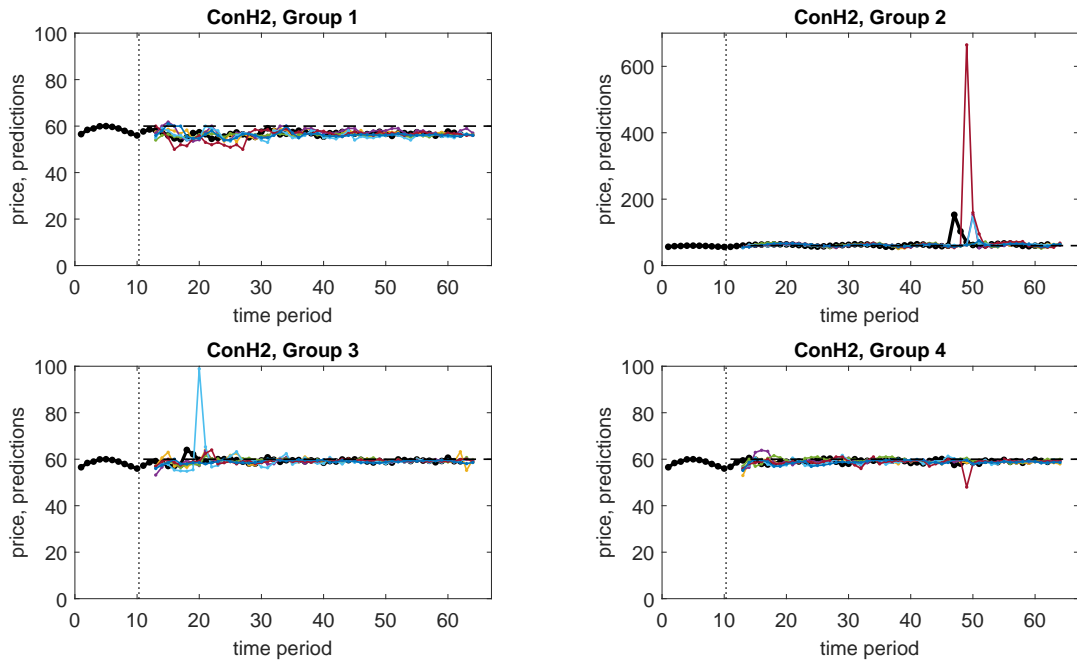 ConH2, Group 1
100
80
60
40
20
0
price, predictions
0 10 20 30 40 50 60
time period
ConH2, Group 2
600
400
200
0
price, predictions
0 10 20 30 40 50 60
time period
ConH2, Group 3
100
80
60
40
20
0
price, predictions
0 10 20 30 40 50 60
time period
ConH2, Group 4
100
80
60
40
20
0
price, predictions
0 10 20 30 40 50 60
time period